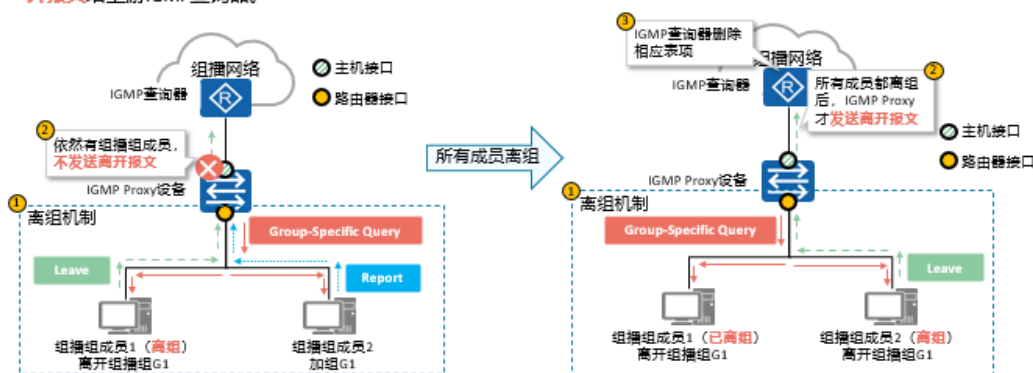 组播网络
IGMP查询器
R
主机接口
路由器接口
2
依然有组播组成员,
不发送离开报文
IGMP Proxy设备
1
离组机制
Group-Specific Query
Leave
Report
组播组成员1(离组)
离开组播组G1
组播组成员2
加组G1
所有成员离组
3
IGMP查询器删除
相应表项
组播网络
IGMP查询器
R
2
所有成员都离组
后,IGMP Proxy
才发送离开报文
主机接口
路由器接口
IGMP Proxy设备
1
离组机制
Group-Specific Query
Leave
组播组成员1(已离组)
离开组播组G1
组播组成员2(离组)
离开组播组G1